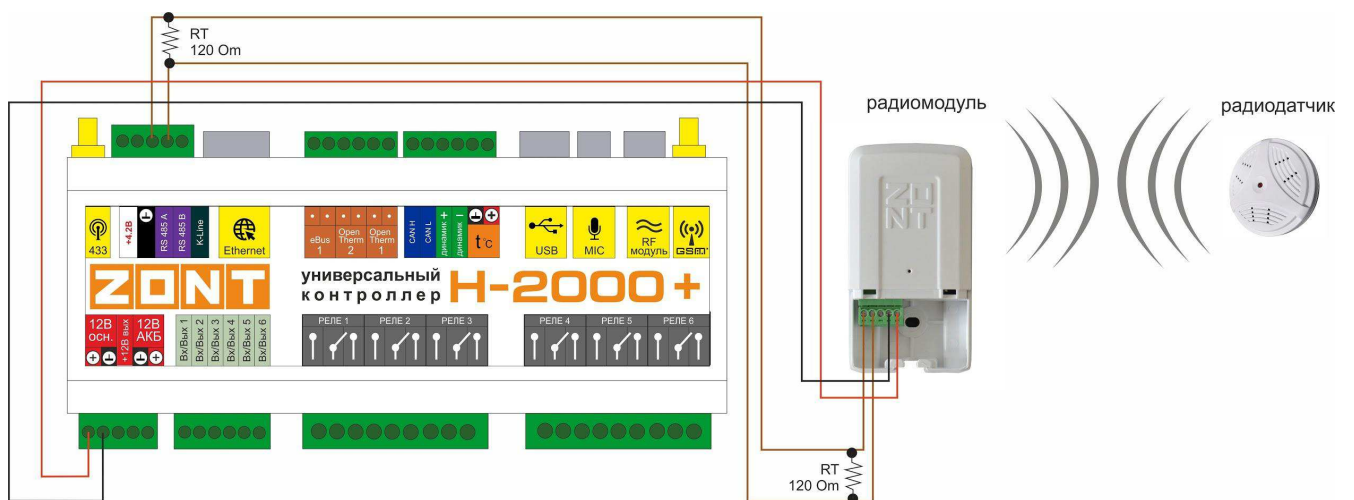 RT
120 Om
радиомодуль
радиодатчик
ZH
NT
433
+4.2В
RS 485 A
RS 485 B
K-Line
Ethernet
eBus
1
Open
Therm
2
Open
Therm
1
CAN H
CAN L
динамик +
динамик −
t°c
USB
MIC
RF
модуль
GSM
ZONT
универсальный
контроллер
H-2000+
12В
осн.
+12В вых
12В
АКБ
Вх/Вых 1
Вх/Вых 2
Вх/Вых 3
Вх/Вых 4
Вх/Вых 5
Вх/Вых 6
РЕЛЕ 1
РЕЛЕ 2
РЕЛЕ 3
РЕЛЕ 4
РЕЛЕ 5
РЕЛЕ 6
RT
120 Om